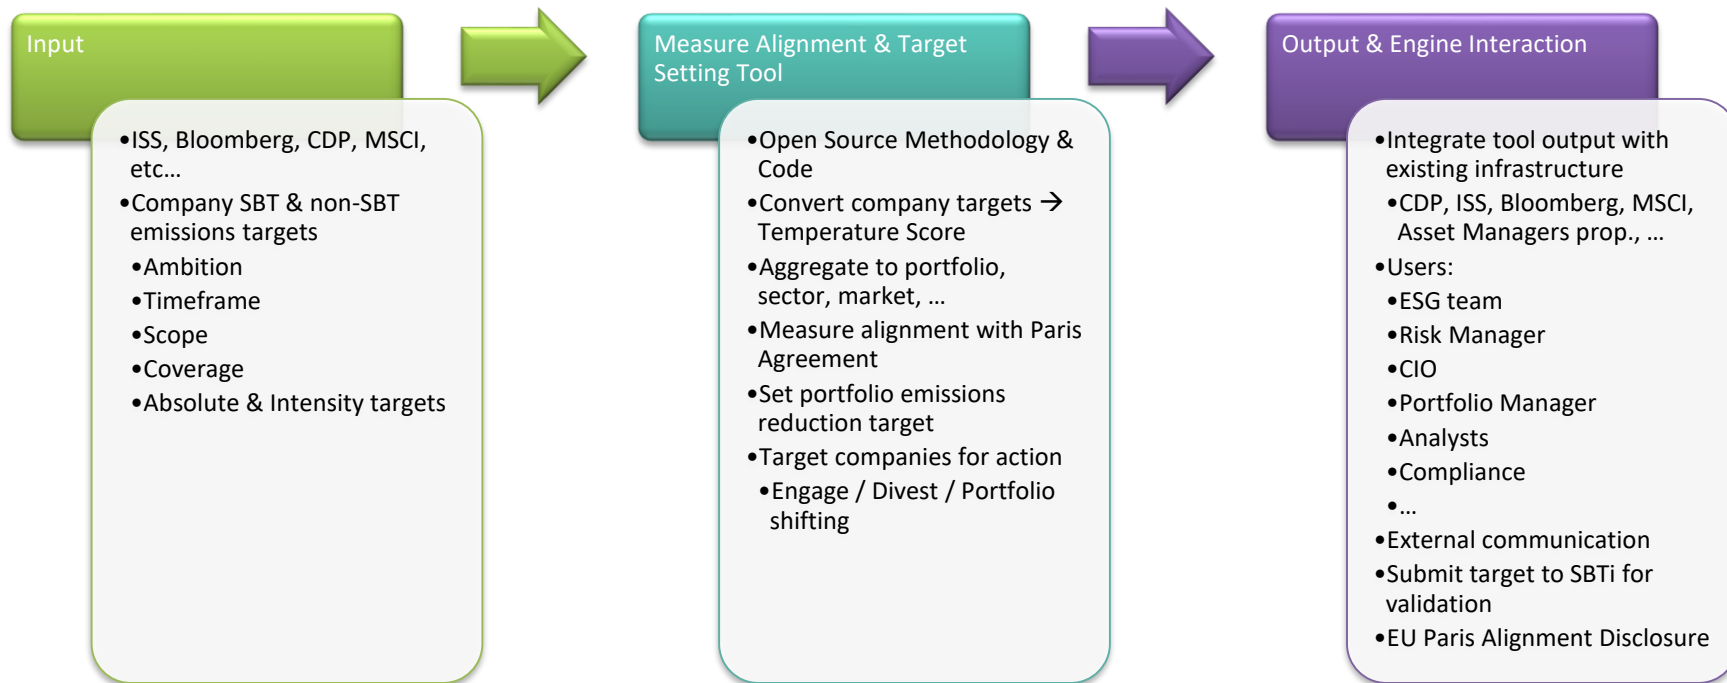 Input
•ISS, Bloomberg, CDP, MSCI,
etc…
•Company SBT & non-SBT
emissions targets
•Ambition
•Timeframe
•Scope
•Coverage
•Absolute & Intensity targets
Measure Alignment & Target
Setting Tool
•Open Source Methodology &
Code
•Convert company targets →
Temperature Score
•Aggregate to portfolio,
sector, market, …
•Measure alignment with Paris
Agreement
•Set portfolio emissions
reduction target
•Target companies for action
•Engage / Divest / Portfolio
shifting
Output & Engine Interaction
•Integrate tool output with
existing infrastructure
•CDP, ISS, Bloomberg, MSCI,
Asset Managers prop., …
•Users:
•ESG team
•Risk Manager
•CIO
•Portfolio Manager
•Analysts
•Compliance
•…
•External communication
•Submit target to SBTi for
validation
•EU Paris Alignment Disclosure